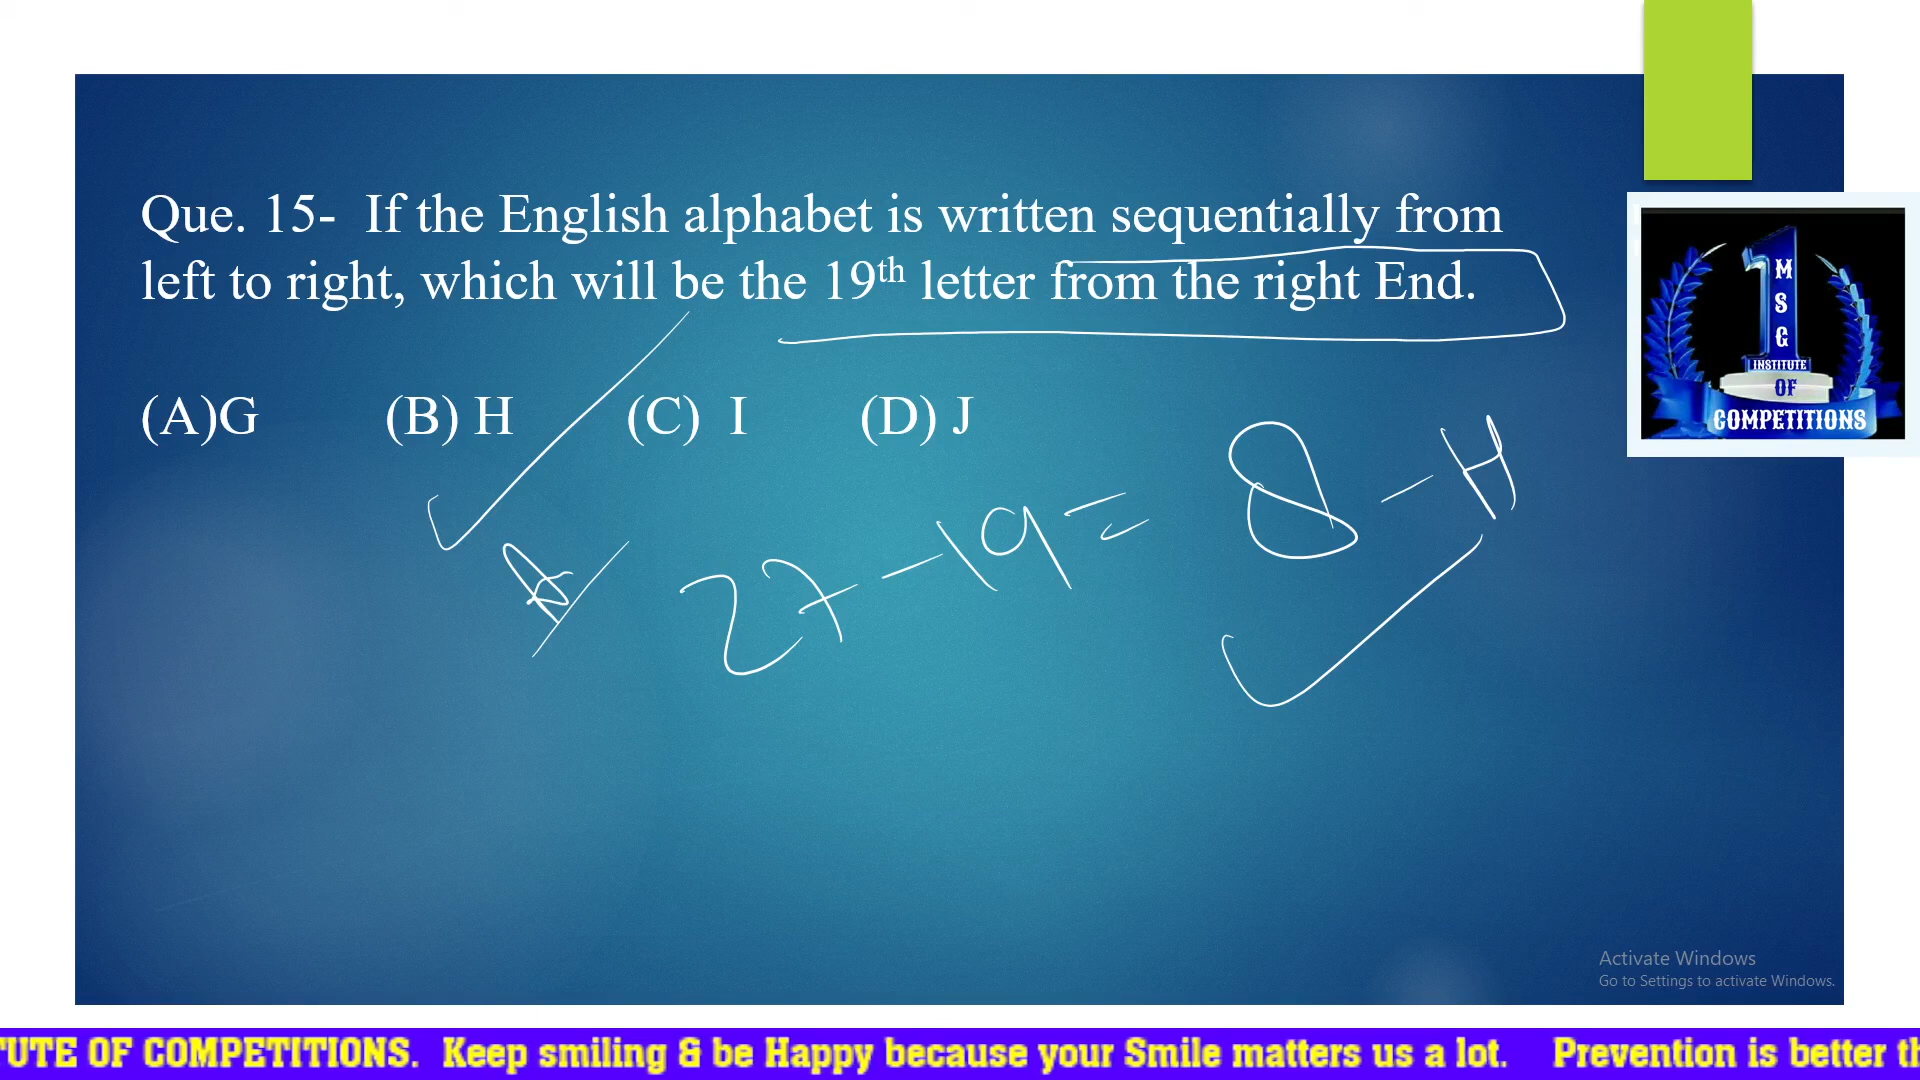 Que. 15- If the English alphabet is written sequentially from
left to right, which will be the 19th letter from the right End.
(A)G (B) H (C) I (D) J
27-19= 8-H
M
S
G
INSTITUTE
OF
COMPETITIONS
Activate Windows
Go to Settings to activate Windows.
TUTE OF COMPETITIONS. Keep smiling & be Happy because your Smile matters us a lot. Prevention is better th